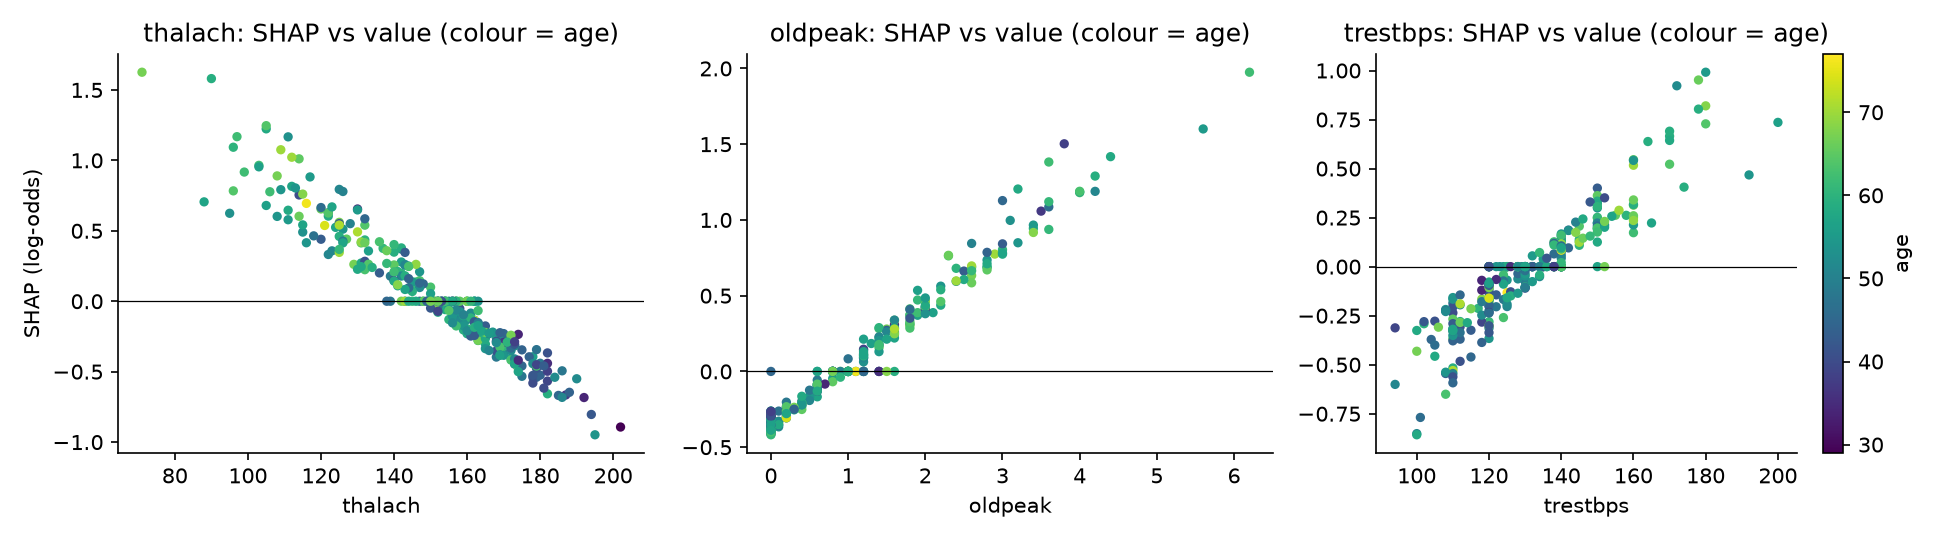 thalach: SHAP vs value (colour = age)
SHAP (log-odds)
1.5
1.0
0.5
0.0
−0.5
−1.0
80 100 120 140 160 180 200
thalach
oldpeak: SHAP vs value (colour = age)
2.0
1.5
1.0
0.5
0.0
−0.5
0 1 2 3 4 5 6
oldpeak
trestbps: SHAP vs value (colour = age)
1.00
0.75
0.50
0.25
0.00
−0.25
−0.50
−0.75
100 120 140 160 180 200
trestbps
70
60
50
40
30
age